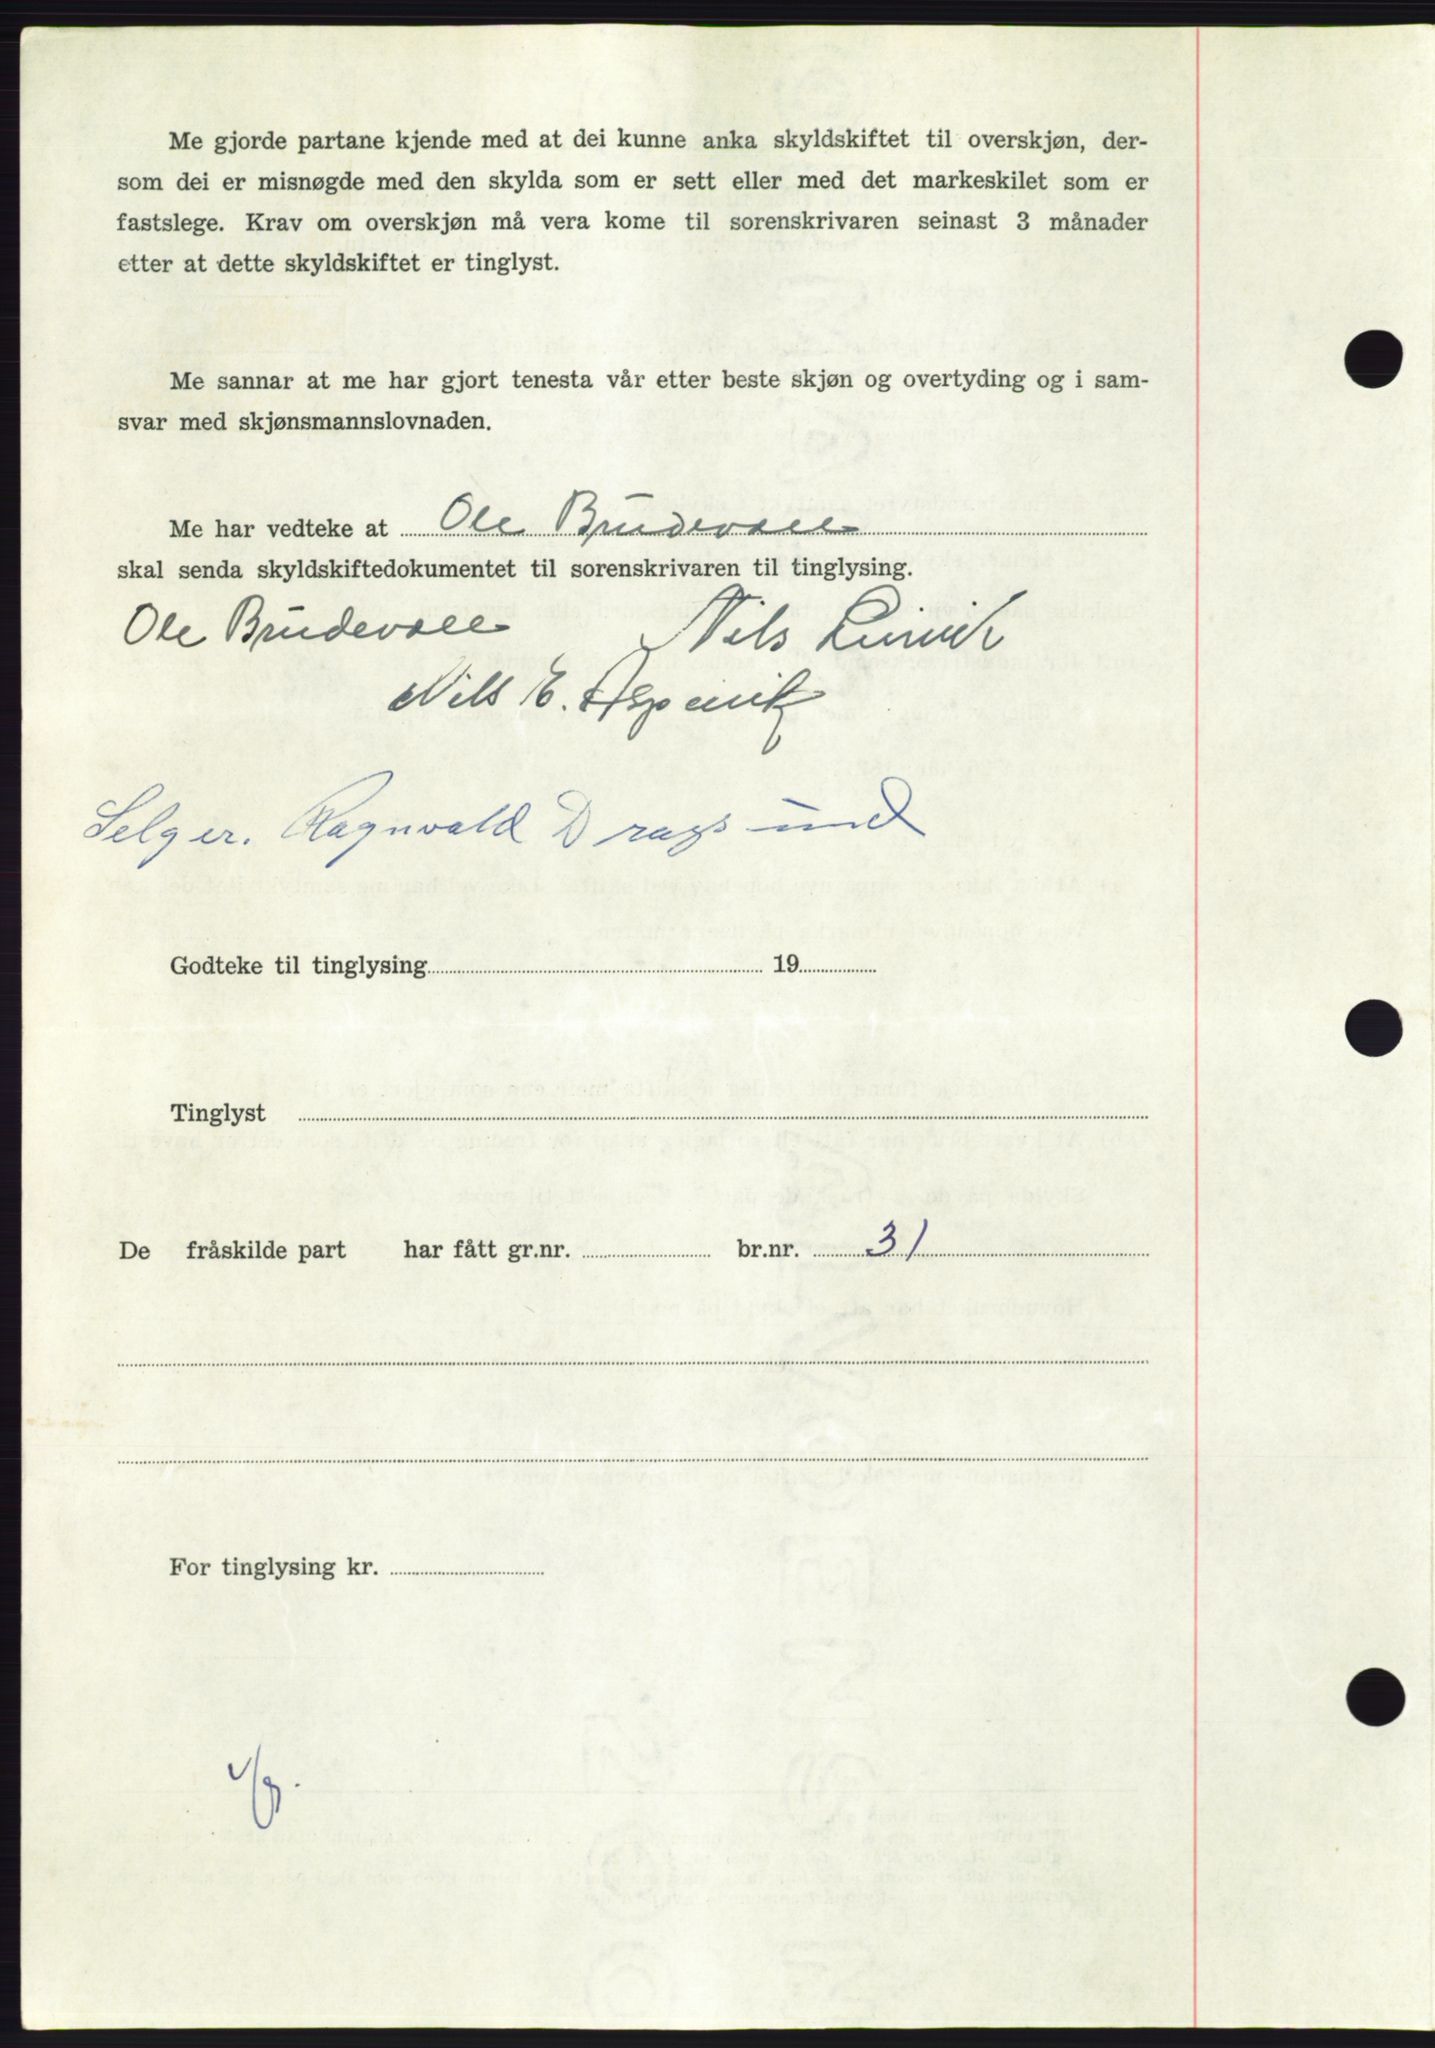 Me gjorde partane kjende med at dei kunne anka skyldskiftet til overskjøn, der-
som dei er misnøgde med den skylda som er sett eller med det markeskilet som er
fastslege. Krav om overskjøn må vera kome til sorenskrivaren seinast 3 månader
etter at dette skyldskiftet er tinglyst.
Me sannar at me har gjort tenesta vår etter beste skjøn og overtyding og i sam-
svar med skjønsmannslovnaden.
Me har vedteke at Ole Brudevoll
skal senda skyldskiftedokumentet til sorenskrivaren til tinglysing.
Ole Brudevoll Nils
Nils E. Aspevik
Selger. Ragnvald Dragsund
Godteke til tinglysing 19
Tinglyst
De fråskilde part har fått gr.nr. br.nr. 31
For tinglysing kr.